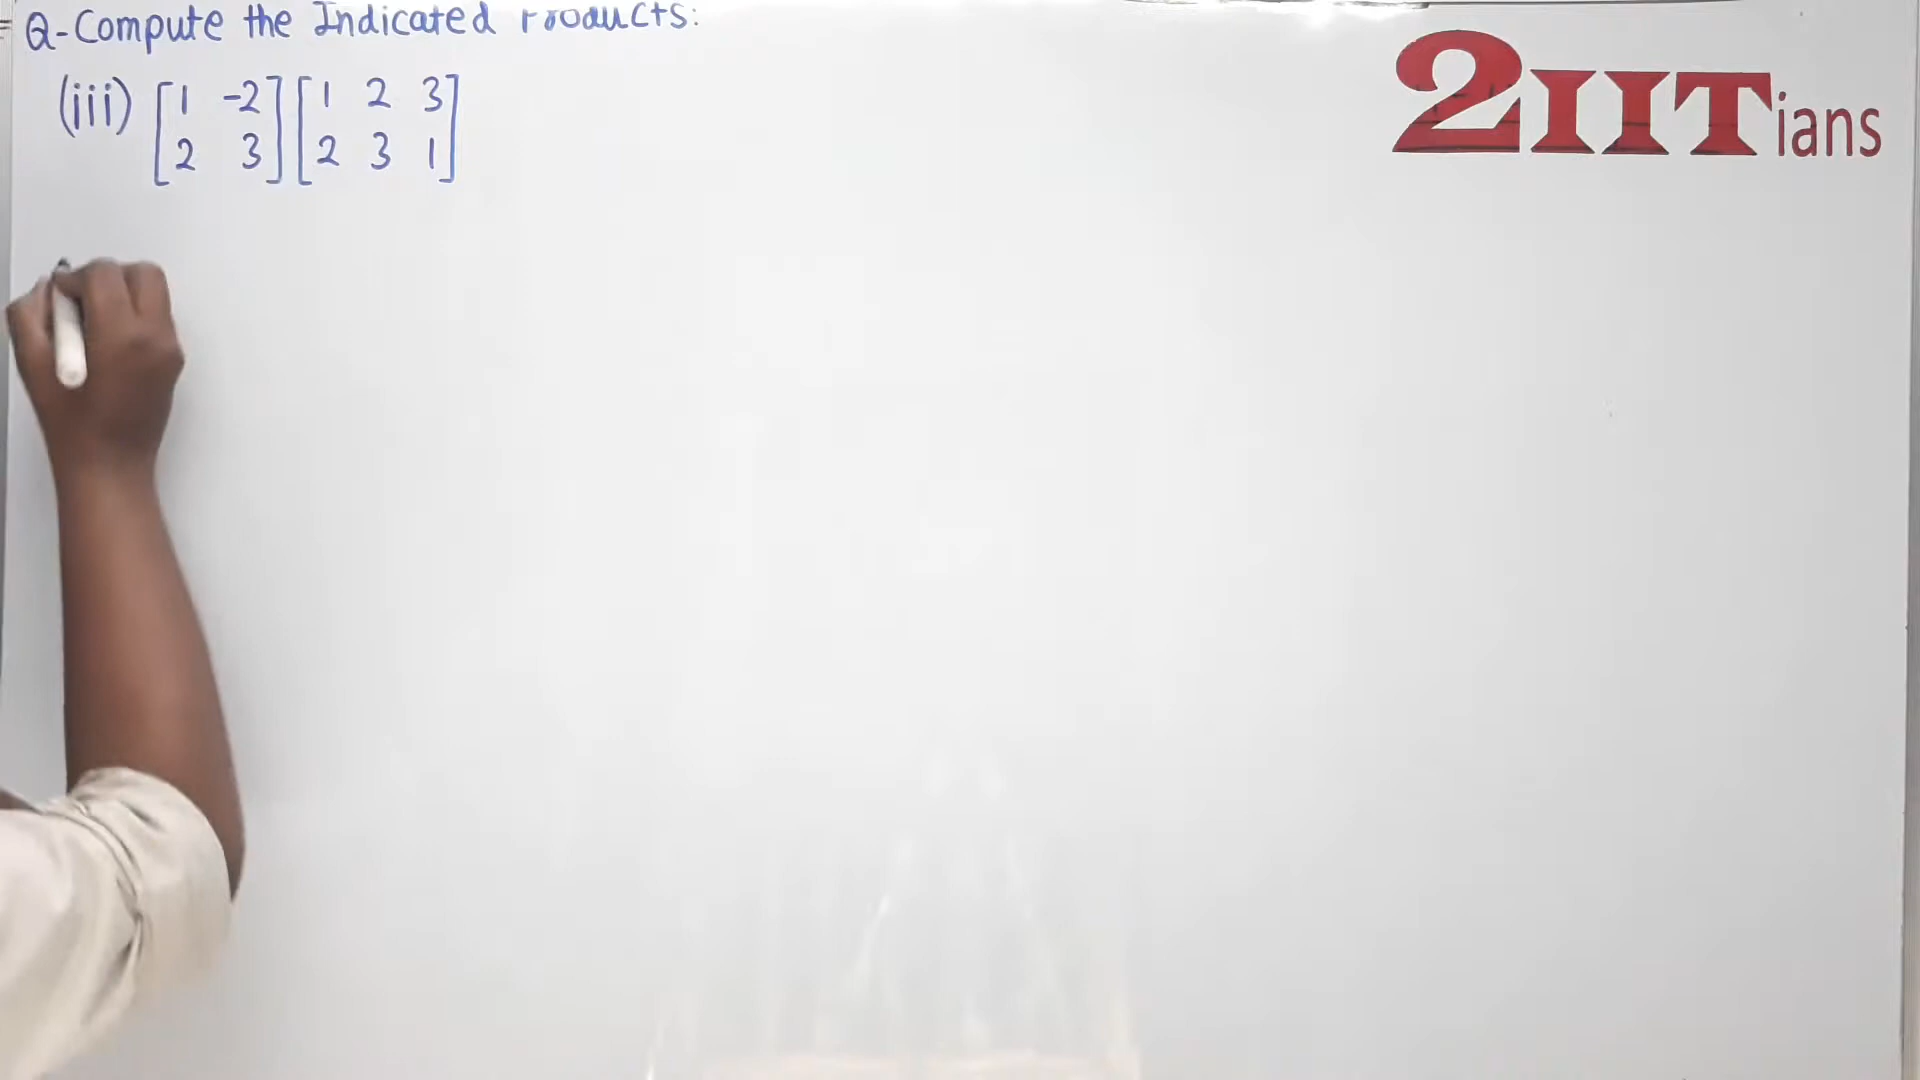 Q-Compute the Indicated Products:
(iii) [1 -2] [1 2 3]
[2 3] [2 3 1]
2IITians